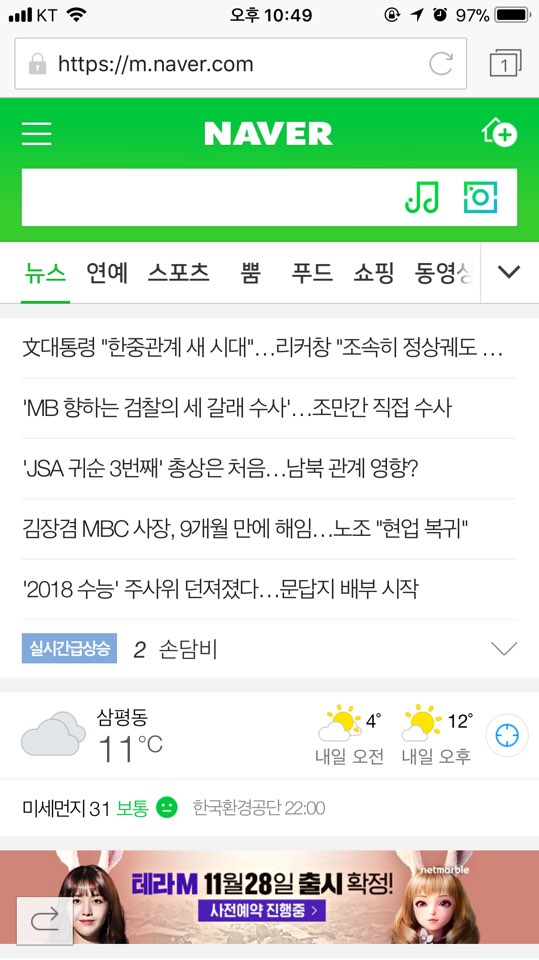 KT 오후 10:49 97%
https://m.naver.com 1
NAVER
뉴스 연예 스포츠 뿜 푸드 쇼핑 동영상
文대통령 "한중관계 새 시대"…리커창 "조속히 정상궤도 …
'MB 향하는 검찰의 세 갈래 수사'…조만간 직접 수사
'JSA 귀순 3번째' 총상은 처음…남북 관계 영향?
김장겸 MBC 사장, 9개월 만에 해임…노조 "현업 복귀"
'2018 수능' 주사위 던져졌다…문답지 배부 시작
실시간급상승 2 손담비
삼평동
11°C
4° 12°
내일 오전 내일 오후
미세먼지 31 보통 한국환경공단 22:00
netmarble
테라M 11월28일 출시 확정!
사전예약 진행중 >